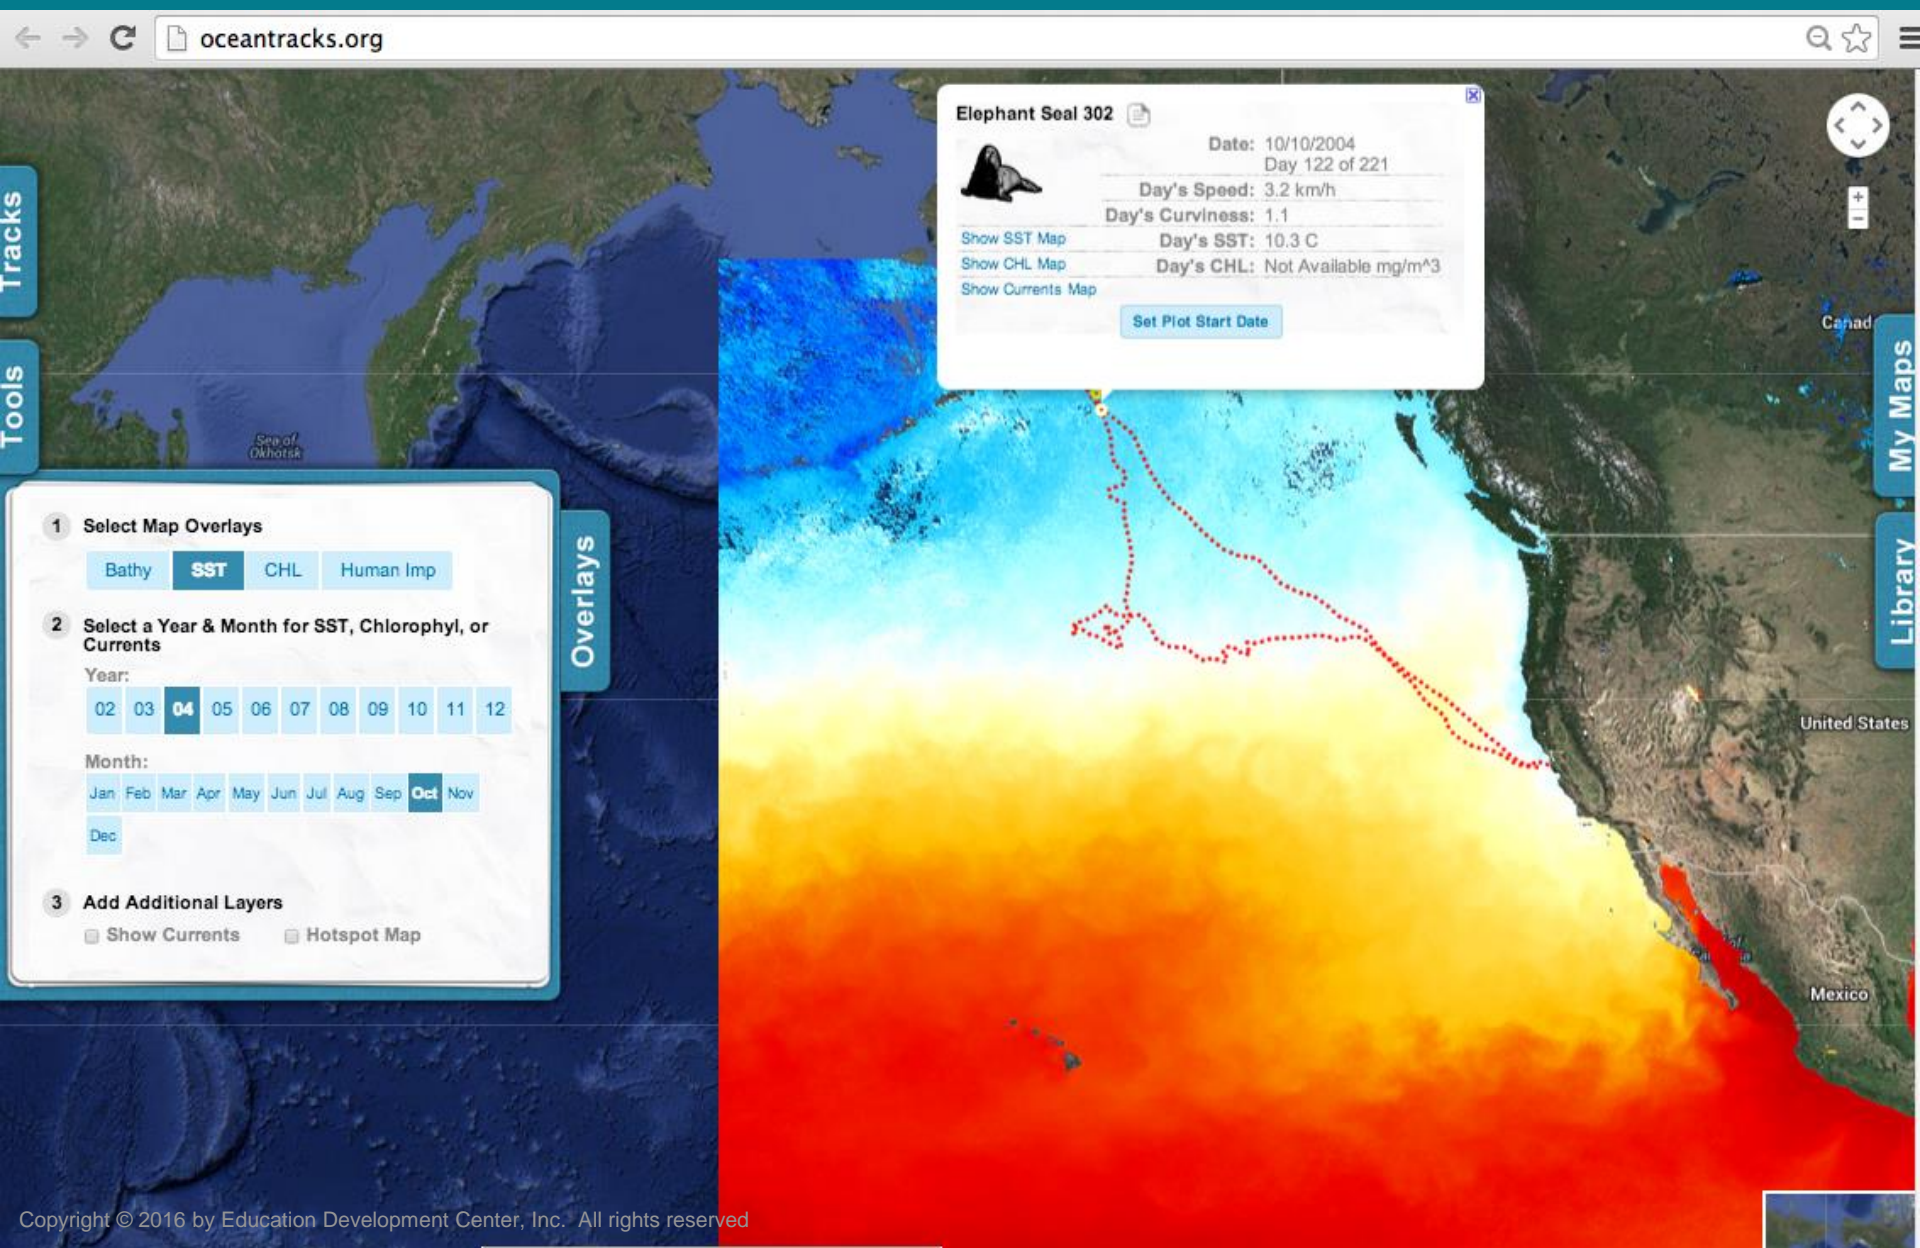 oceantracks.org
Elephant Seal 302
Date: 10/10/2004
Day 122 of 221
Day's Speed: 3.2 km/h
Day's Curviness: 1.1
Show SST Map
Day's SST: 10.3 C
Show CHL Map
Day's CHL: Not Available mg/m^3
Show Currents Map
Set Plot Start Date
Tracks
Tools
Sea of
Okhotsk
Canad
My Maps
Library
United States
Mexico
Overlays
1 Select Map Overlays
Bathy SST CHL Human Imp
2 Select a Year & Month for SST, Chlorophyl, or
Currents
Year:
02 03 04 05 06 07 08 09 10 11 12
Month:
Jan Feb Mar Apr May Jun Jul Aug Sep Oct Nov
Dec
3 Add Additional Layers
Show Currents Hotspot Map
Copyright © 2016 by Education Development Center, Inc. All rights reserved